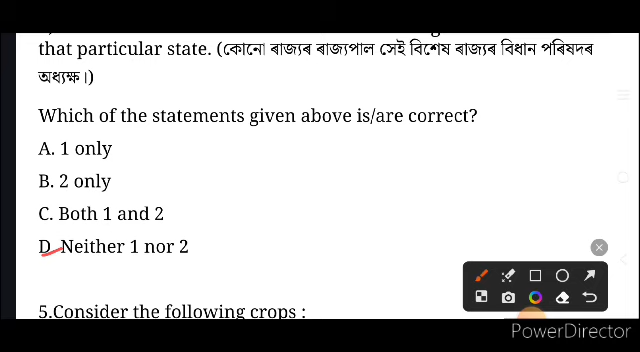 that particular state. (কোনো ৰাজ্যৰ ৰাজ্যপাল সেই বিশেষ ৰাজ্যৰ বিধান পৰিষদৰ
অধ্যক্ষ।)
Which of the statements given above is/are correct?
A. 1 only
B. 2 only
C. Both 1 and 2
D. Neither 1 nor 2
5.Consider the following crops :
PowerDirector